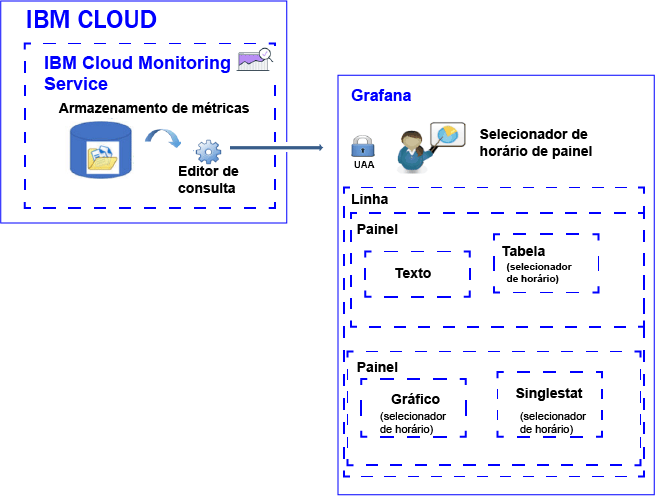 IBM CLOUD
IBM Cloud Monitoring
Service
Armazenamento de métricas
Editor de
consulta
Grafana
UAA
Selecionador de
horário de painel
Linha
Painel
Texto
Tabela
(selecionador
de horário)
Painel
Gráfico
(selecionador
de horário)
Singlestat
(selecionador
de horário)